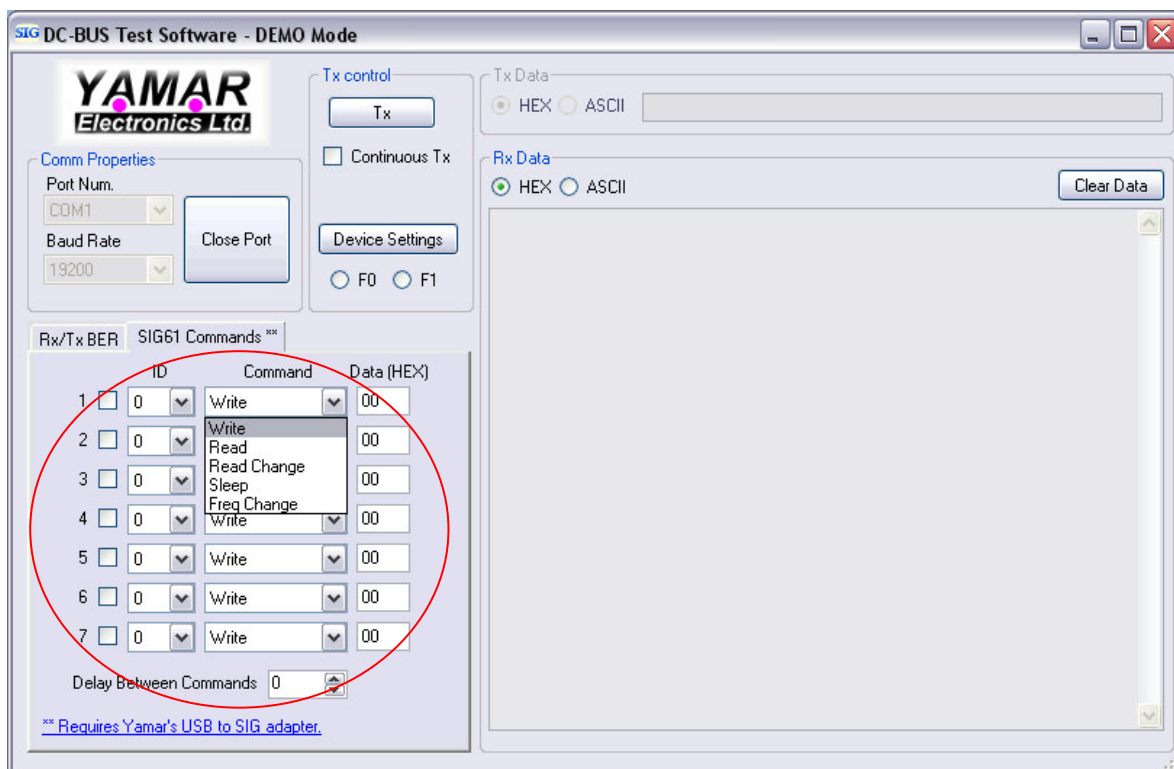 SIG DC-BUS Test Software - DEMO Mode
YAMAR
Electronics Ltd.
Comm Properties
Port Num.
COM1
Baud Rate
19200
Close Port
Tx control
Tx
Continuous Tx
Device Settings
F0 F1
Tx Data
HEX ASCII
Rx Data
HEX ASCII
Clear Data
Rx/Tx BER SIG61 Commands **
ID Command Data (HEX)
1 0 Write 00
Write
2 0 00
Read
Read Change
3 0 00
Sleep
Freq Change
4 0 Write 00
5 0 Write 00
6 0 Write 00
7 0 Write 00
Delay Between Commands 0
** Requires Yamar's USB to SIG adapter.